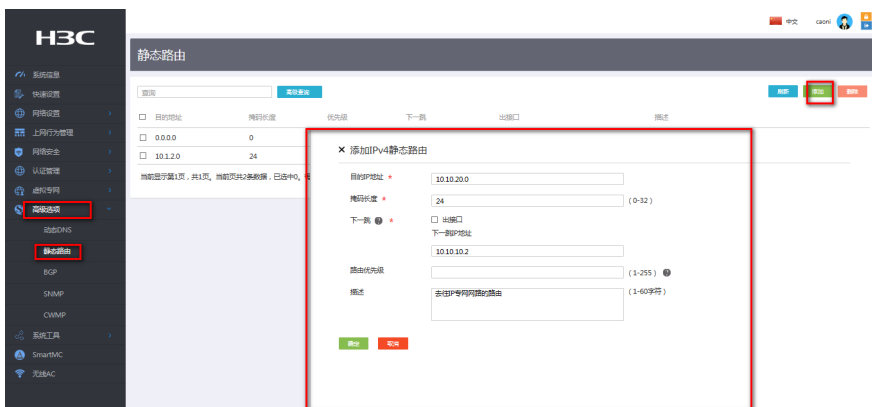 中文 caoni
H3C
静态路由
系统信息
快速设置
网络设置
上网行为管理
网络安全
认证管理
虚拟专网
高级选项
动态DNS
静态路由
BGP
SNMP
CWMP
系统工具
SmartMC
无线AC
查询 高级查询 刷新 添加 删除
目的地址 掩码长度 优先级 下一跳 出接口 描述
0.0.0.0 0
10.1.2.0 24
当前显示第1页，共1页。当前页共2条数据，已选中0。
× 添加IPv4静态路由
目的IP地址 * 10.10.20.0
掩码长度 * 24 (0-32)
下一跳 ? * 出接口
下一跳IP地址
10.10.10.2
路由优先级 (1-255) ?
描述 去往IP专网网路的路由 (1-60字符)
确定 取消